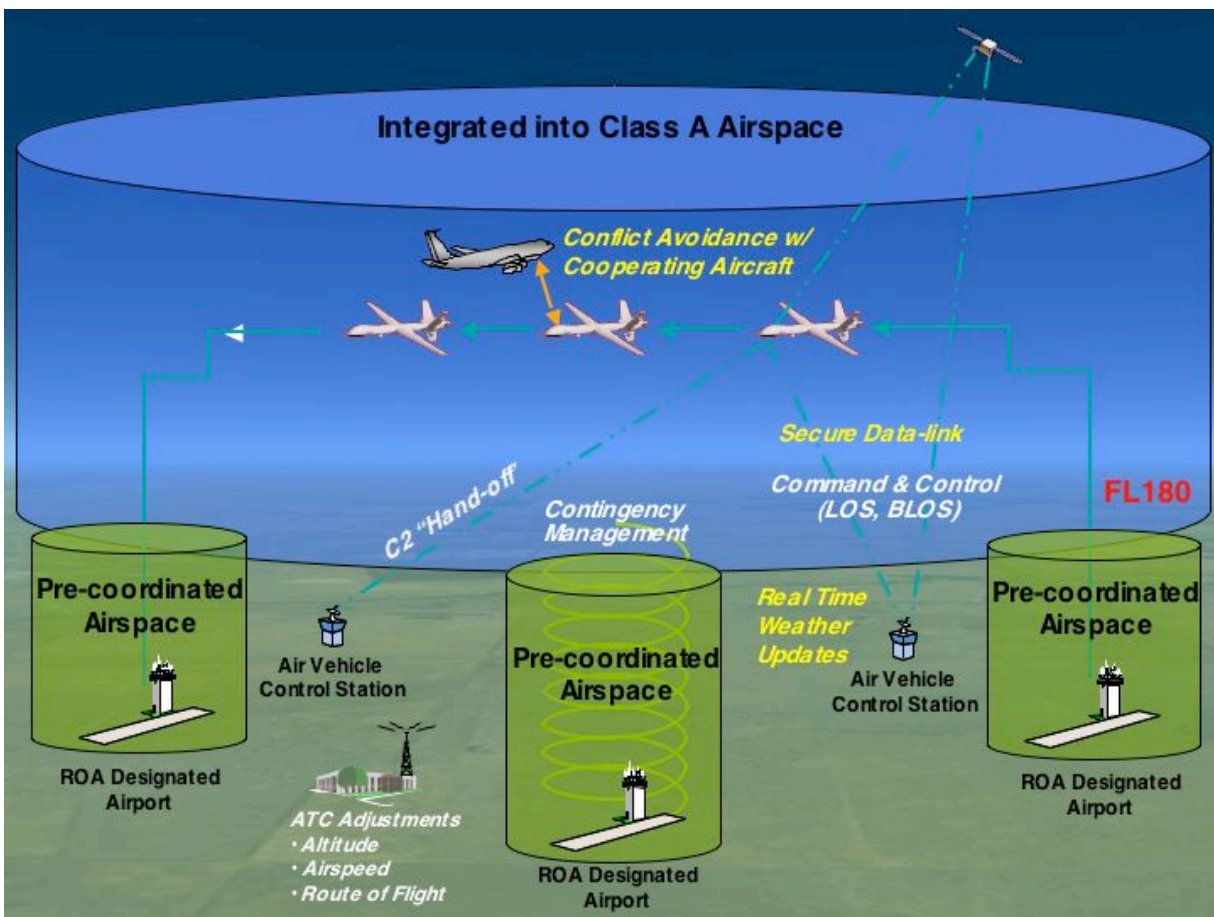 Integrated into Class A Airspace
Conflict Avoidance w/
Cooperating Aircraft
Secure Data-link
Command & Control
(LOS, BLOS)
FL180
C2 "Hand-off"
Contingency
Management
Pre-coordinated
Airspace
Air Vehicle
Control Station
ROA Designated
Airport
Pre-coordinated
Airspace
ROA Designated
Airport
Real Time
Weather
Updates
Air Vehicle
Control Station
Pre-coordinated
Airspace
ROA Designated
Airport
ATC Adjustments
• Altitude
• Airspeed
• Route of Flight